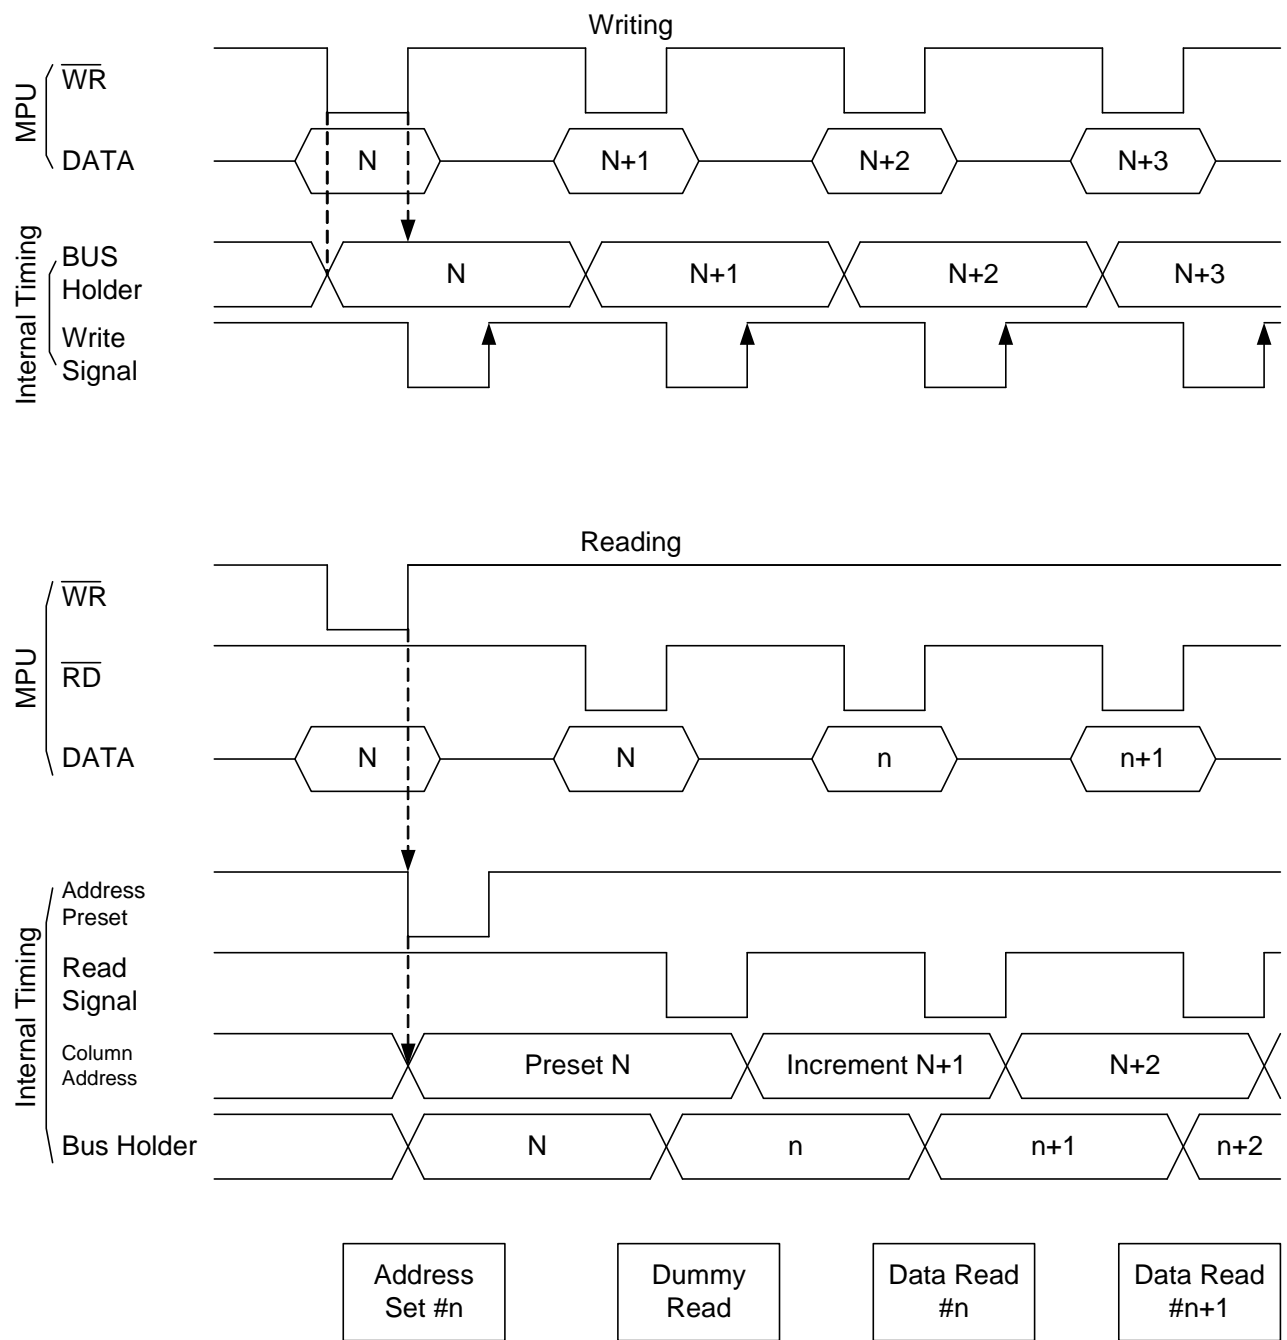 Writing
MPU
WR
DATA
N
N+1
N+2
N+3
Internal Timing
BUS
Holder
N
N+1
N+2
N+3
Write
Signal
Reading
MPU
WR
RD
DATA
N
N
n
n+1
Internal Timing
Address
Preset
Read
Signal
Column
Address
Preset N
Increment N+1
N+2
Bus Holder
N
n
n+1
n+2
Address
Set #n
Dummy
Read
Data Read
#n
Data Read
#n+1